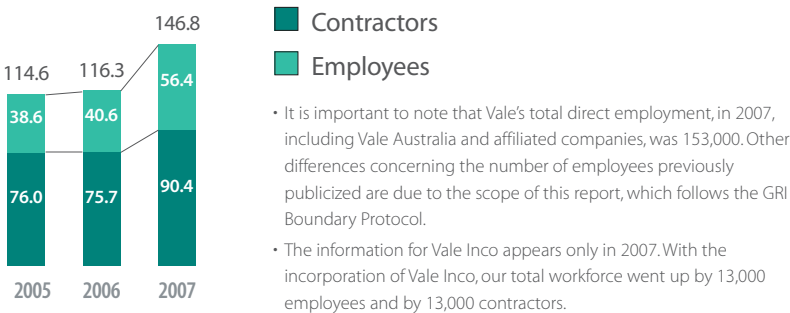 146.8
114.6
116.3
56.4
38.6
40.6
76.0
75.7
90.4
2005 2006 2007
Contractors
Employees
• It is important to note that Vale's total direct employment, in 2007,
including Vale Australia and affiliated companies, was 153,000. Other
differences concerning the number of employees previously
publicized are due to the scope of this report, which follows the GRI
Boundary Protocol.
• The information for Vale Inco appears only in 2007. With the
incorporation of Vale Inco, our total workforce went up by 13,000
employees and by 13,000 contractors.